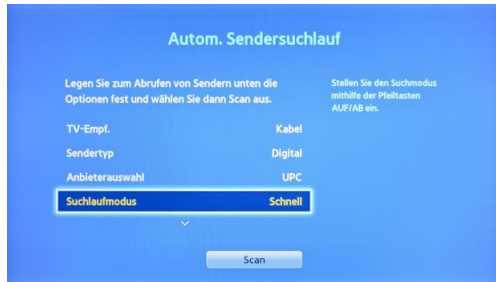 Autom. Sendersuchlauf
Legen Sie zum Abrufen von Sendern unten die
Optionen fest und wählen Sie dann Scan aus.
Stellen Sie den Suchmodus
mithilfe der Pfeiltasten
AUF/AB ein.
TV-Empf. Kabel
Sendertyp Digital
Anbieterauswahl UPC
Suchlaufmodus Schnell
Scan